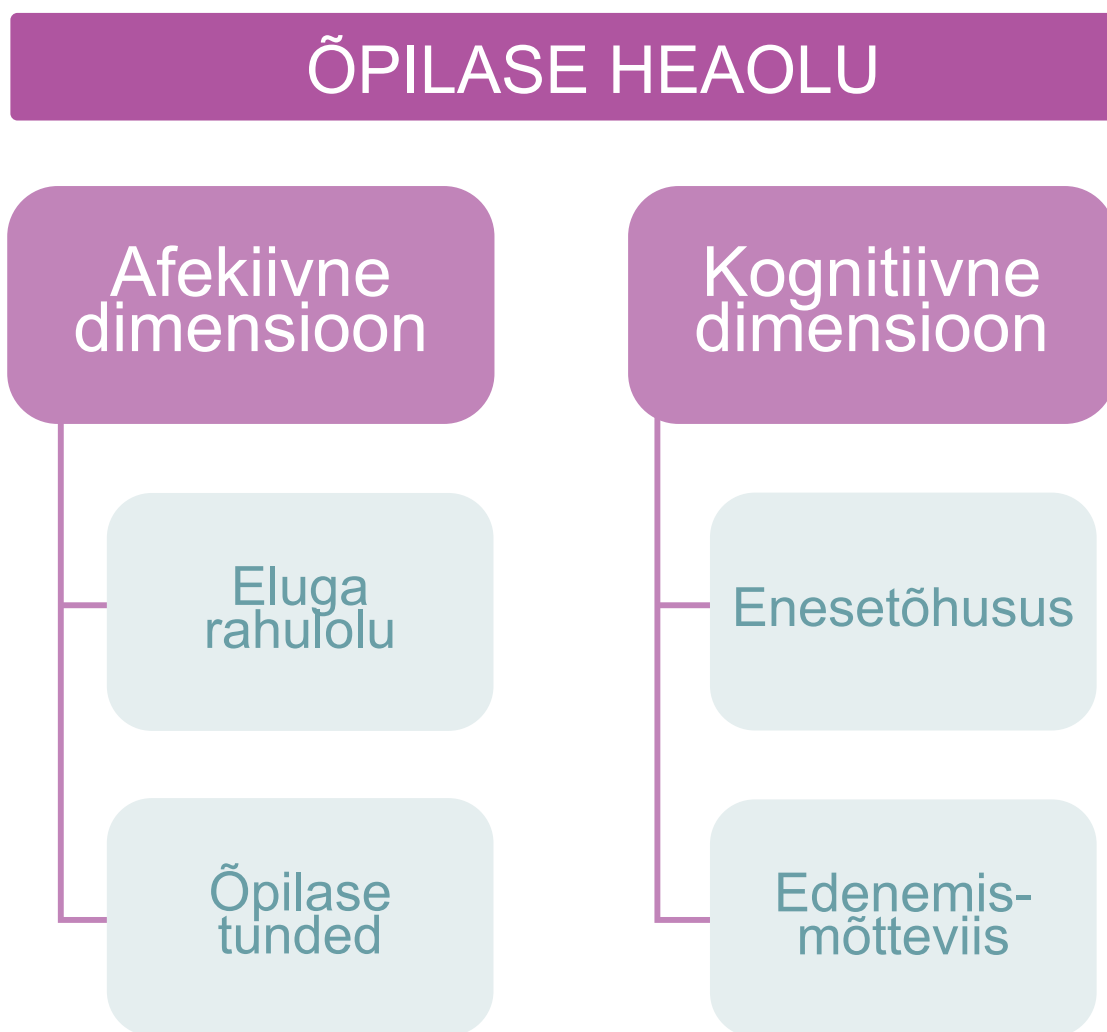 ÕPILASE HEAOLU
Afekiivne
dimensioon
Eluga
rahulolu
Õpilase
tunded
Kognitiivne
dimensioon
Enesetõhusus
Edenemis-
mõtteviis